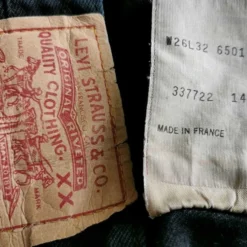 LEVI STRAUSS & CO.
QUALITY CLOTHING
ORIGINAL RIVETED
XX
W26L32 6501
337722 14
MADE IN FRANCE